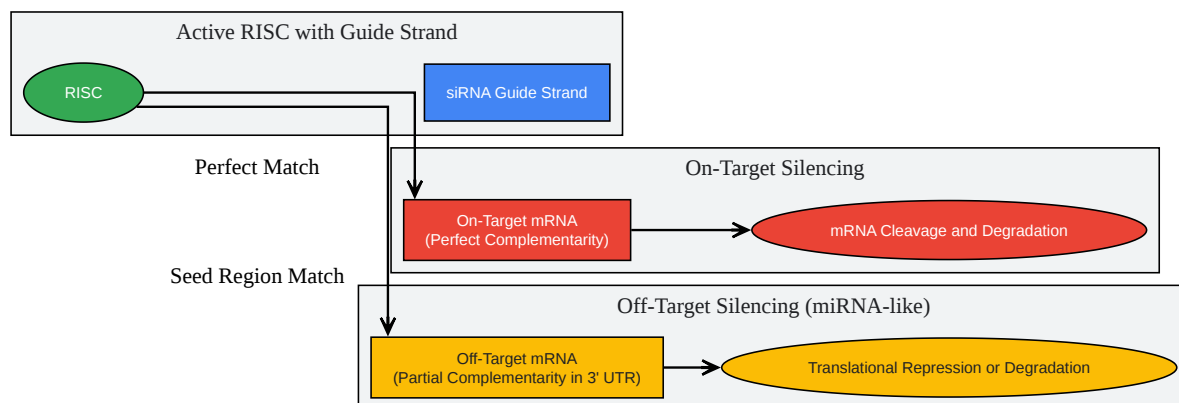 Active RISC with Guide Strand
RISC
siRNA Guide Strand
Perfect Match
On-Target Silencing
On-Target mRNA
(Perfect Complementarity)
mRNA Cleavage and Degradation
Seed Region Match
Off-Target Silencing (miRNA-like)
Off-Target mRNA
(Partial Complementarity in 3' UTR)
Translational Repression or Degradation